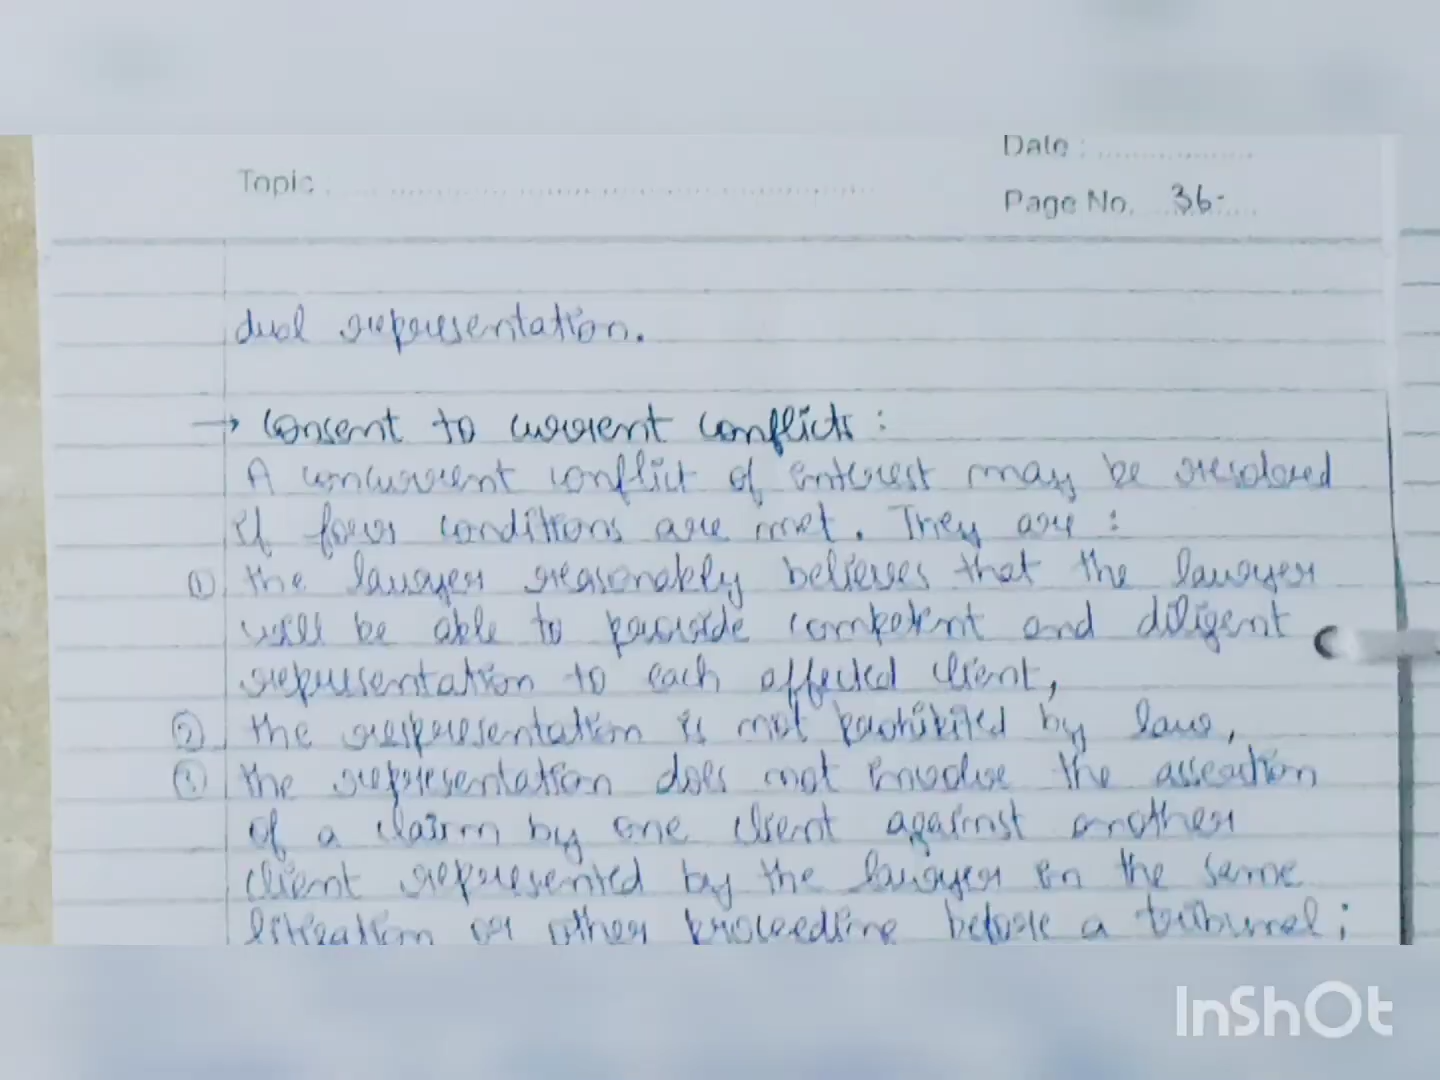 Date :
Topic :
Page No. 36-
dual representation.
→ Consent to current conflicts :
A concurrent conflict of interest may be resolved
if four conditions are met. They are :
① the lawyer reasonably believes that the lawyer
will be able to provide competent and diligent
representation to each affected client,
② the respresentation is not prohibited by law,
③ the representation does not involve the assertion
of a claim by one client against another
client represented by the lawyer in the same
litigation or other proceeding before a tribunal;
InShOt